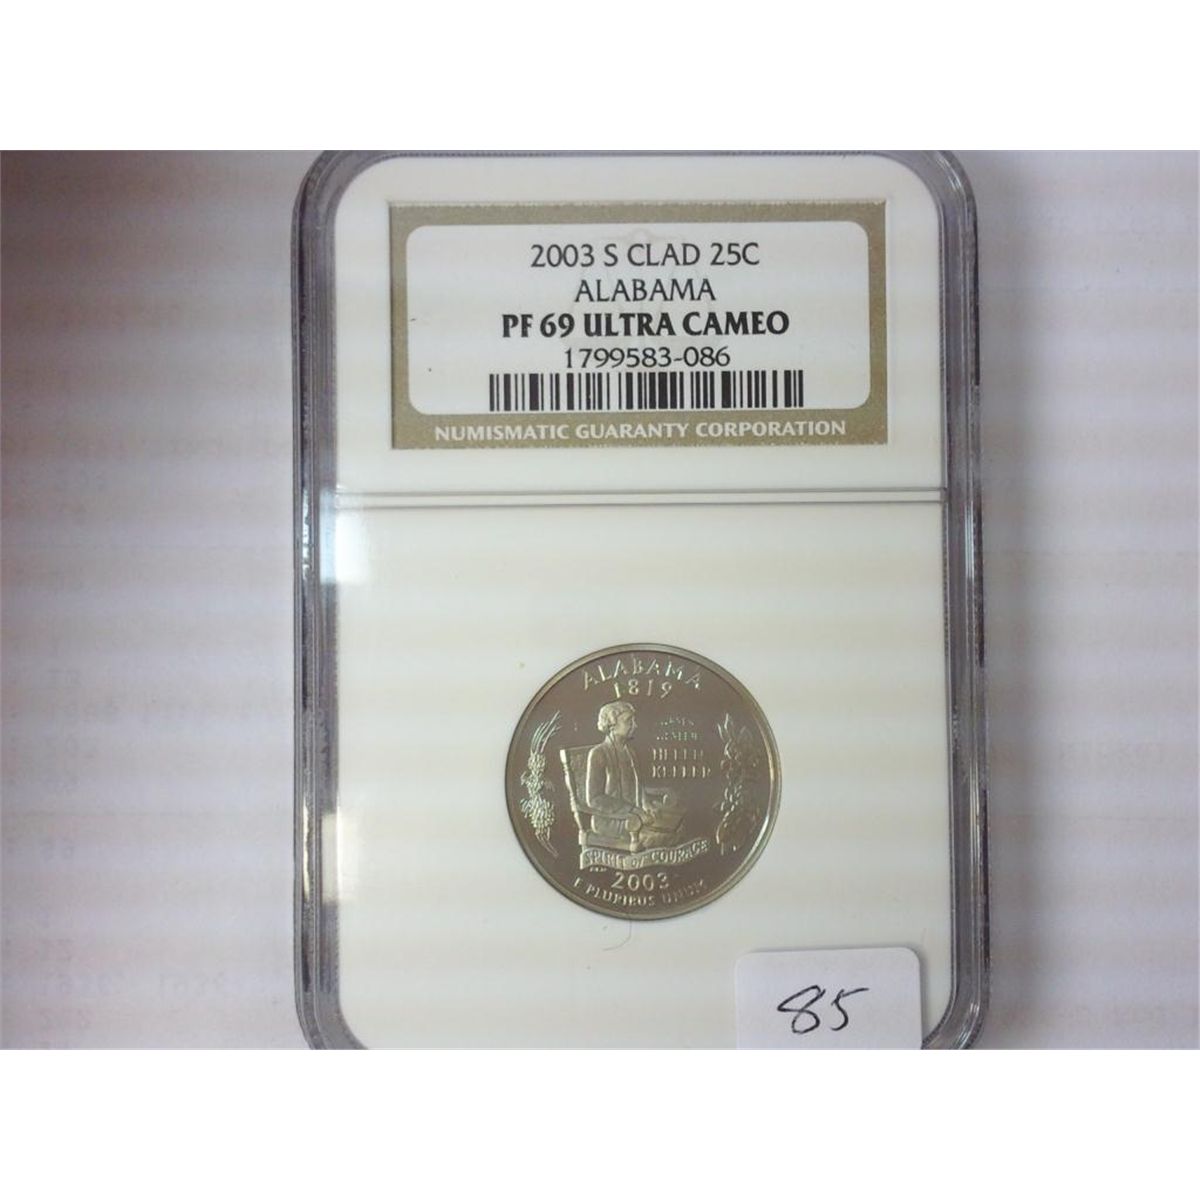 2003 S CLAD 25C
ALABAMA
PF 69 ULTRA CAMEO
1799583-086
NUMISMATIC GUARANTY CORPORATION
ALABAMA
1819
HELEN
KELLER
SPIRIT of COURAGE
2003
E PLURIBUS UNUM
85